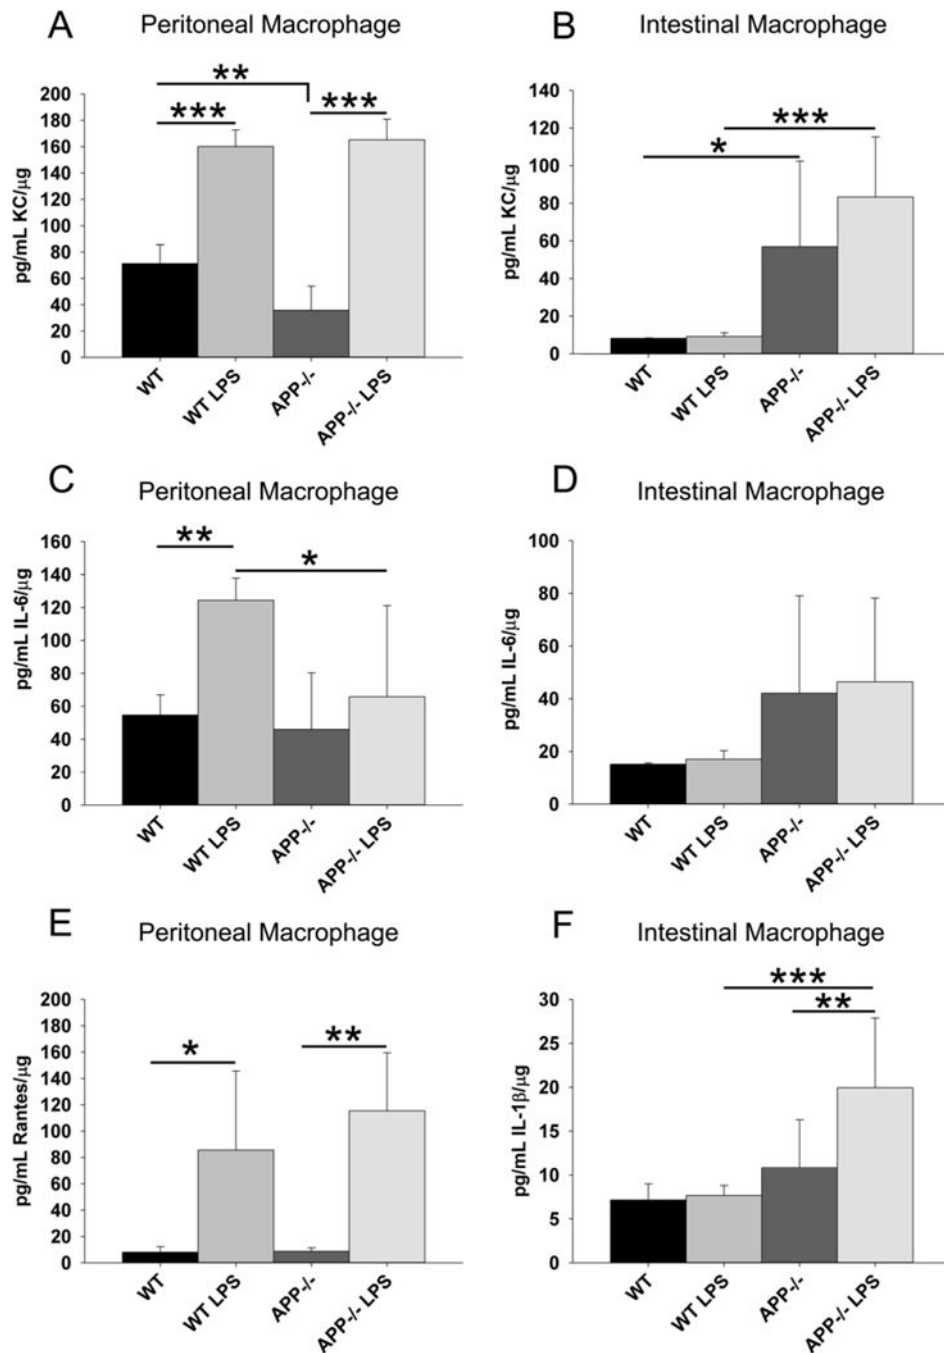 A Peritoneal Macrophage
**
***
***
pg/mL KC/µg
200
180
160
140
120
100
80
60
40
20
0
WT
WT LPS
APP-/-
APP-/- LPS
B Intestinal Macrophage
***
*
pg/mL KC/µg
140
120
100
80
60
40
20
0
WT
WT LPS
APP-/-
APP-/- LPS
C Peritoneal Macrophage
**
*
pg/mL IL-6/µg
160
140
120
100
80
60
40
20
0
WT
WT LPS
APP-/-
APP-/- LPS
D Intestinal Macrophage
pg/mL IL-6/µg
100
80
60
40
20
0
WT
WT LPS
APP-/-
APP-/- LPS
E Peritoneal Macrophage
*
**
pg/mL Rantes/µg
200
180
160
140
120
100
80
60
40
20
0
WT
WT LPS
APP-/-
APP-/- LPS
F Intestinal Macrophage
***
**
pg/mL IL-1β/µg
30
25
20
15
10
5
0
WT
WT LPS
APP-/-
APP-/- LPS